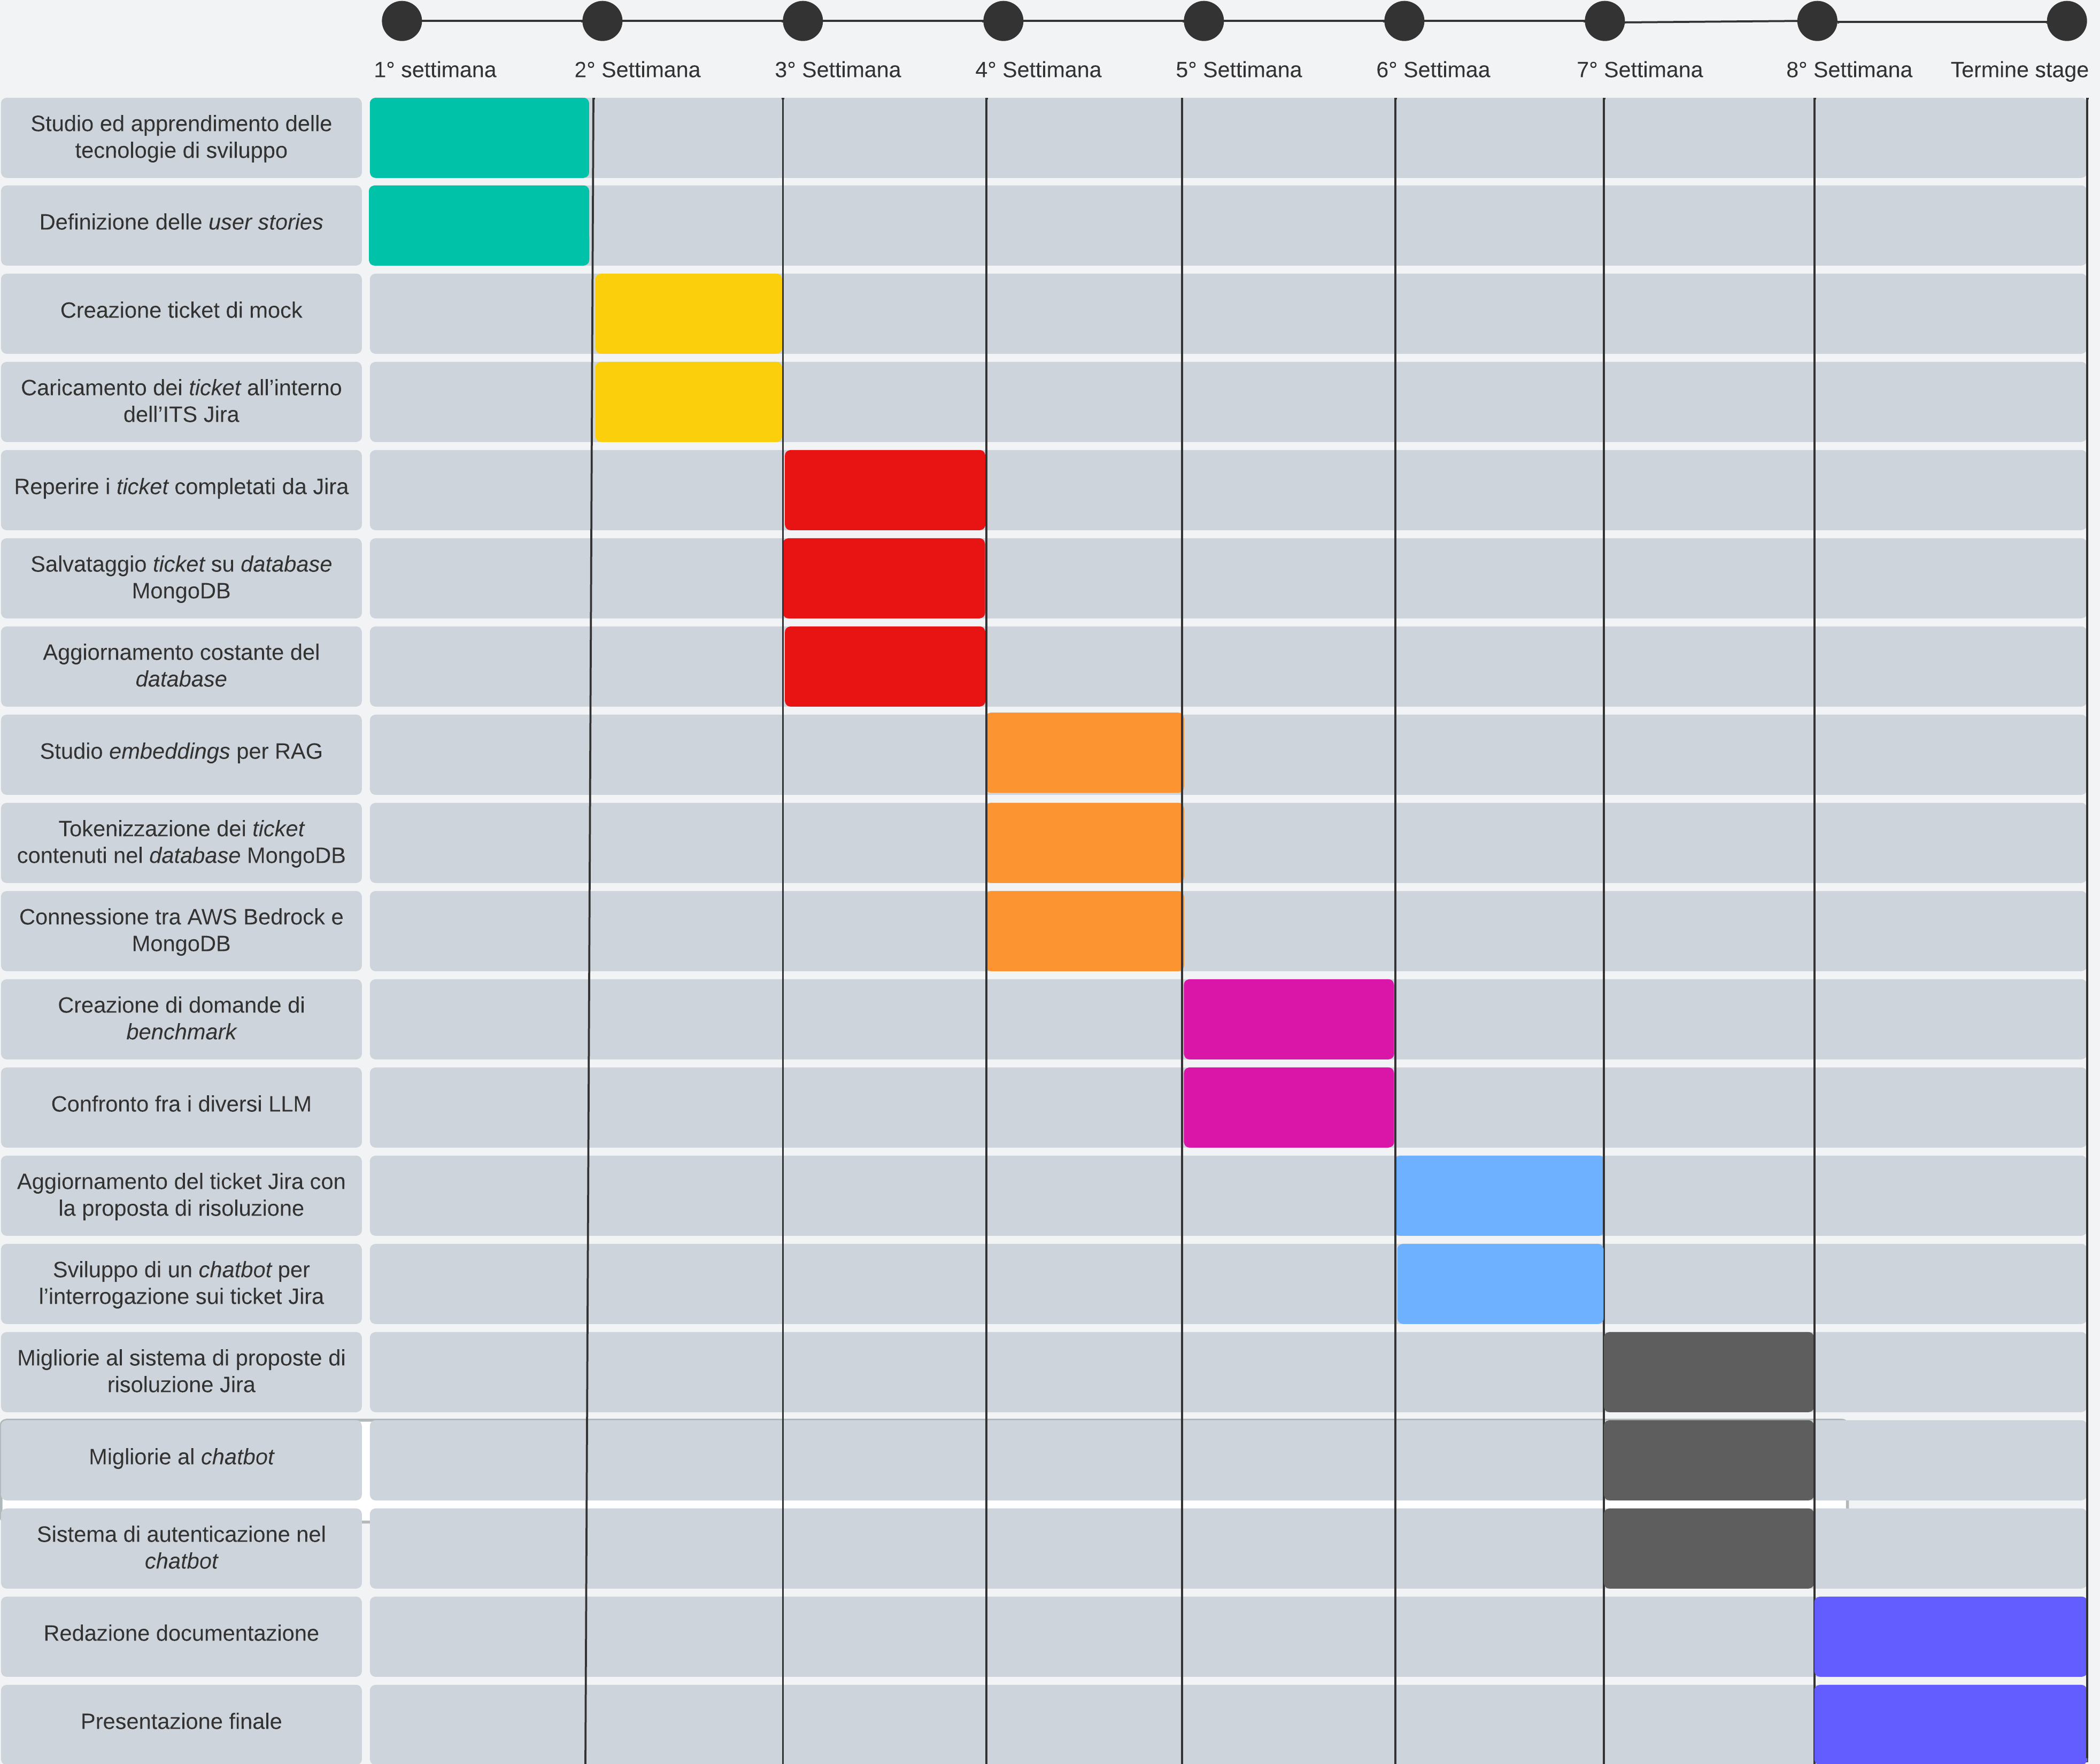 1° settimana
2° Settimana
3° Settimana
4° Settimana
5° Settimana
6° Settimaa
7° Settimana
8° Settimana
Termine stage
Studio ed apprendimento delle
tecnologie di sviluppo
Definizione delle user stories
Creazione ticket di mock
Caricamento dei ticket all’interno
dell’ITS Jira
Reperire i ticket completati da Jira
Salvataggio ticket su database
MongoDB
Aggiornamento costante del
database
Studio embeddings per RAG
Tokenizzazione dei ticket
contenuti nel database MongoDB
Connessione tra AWS Bedrock e
MongoDB
Creazione di domande di
benchmark
Confronto fra i diversi LLM
Aggiornamento del ticket Jira con
la proposta di risoluzione
Sviluppo di un chatbot per
l’interrogazione sui ticket Jira
Migliorie al sistema di proposte di
risoluzione Jira
Migliorie al chatbot
Sistema di autenticazione nel
chatbot
Redazione documentazione
Presentazione finale